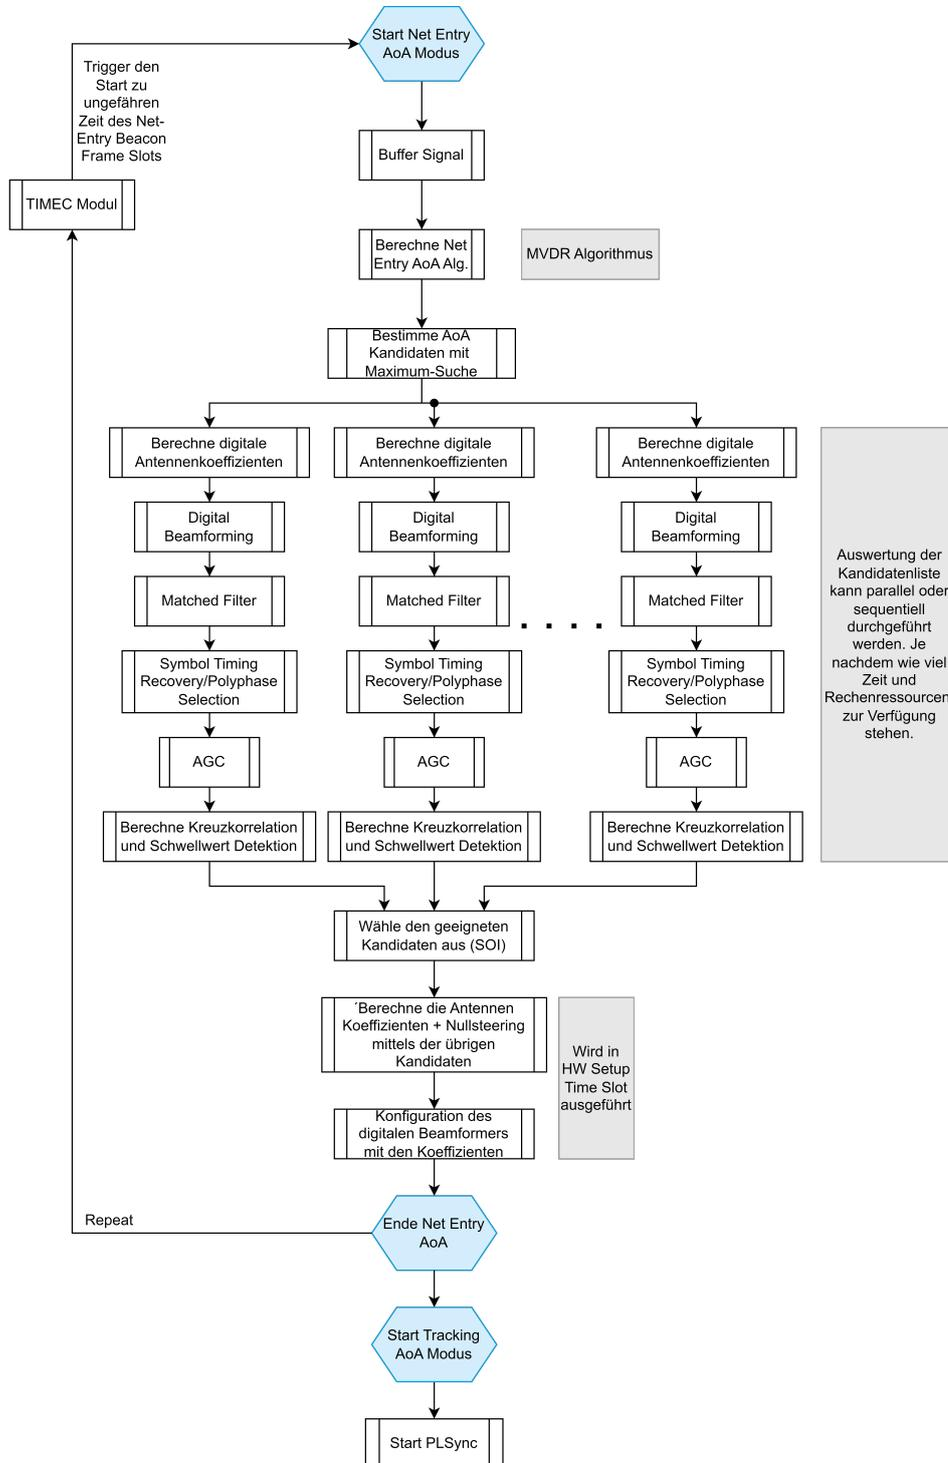 Start Net Entry
AoA Modus
Trigger den
Start zu
ungefähren
Zeit des Net-
Entry Beacon
Frame Slots
Buffer Signal
TIMEC Modul
Berechne Net
Entry AoA Alg.
MVDR Algorithmus
Bestimme AoA
Kandidaten mit
Maximum-Suche
Berechne digitale
Antennenkoeffizienten
Berechne digitale
Antennenkoeffizienten
Berechne digitale
Antennenkoeffizienten
Digital
Beamforming
Digital
Beamforming
Digital
Beamforming
Matched Filter
Matched Filter
. . . .
Matched Filter
Symbol Timing
Recovery/Polyphase
Selection
Symbol Timing
Recovery/Polyphase
Selection
Symbol Timing
Recovery/Polyphase
Selection
AGC
AGC
AGC
Berechne Kreuzkorrelation
und Schwellwert Detektion
Berechne Kreuzkorrelation
und Schwellwert Detektion
Berechne Kreuzkorrelation
und Schwellwert Detektion
Auswertung der
Kandidatenliste
kann parallel oder
sequentiell
durchgeführt
werden. Je
nachdem wie viel
Zeit und
Rechenressourcen
zur Verfügung
stehen.
Wähle den geeigneten
Kandidaten aus (SOI)
´Berechne die Antennen
Koeffizienten + Nullsteering
mittels der übrigen
Kandidaten
Wird in
HW Setup
Time Slot
ausgeführt
Konfiguration des
digitalen Beamformers
mit den Koeffizienten
Repeat
Ende Net Entry
AoA
Start Tracking
AoA Modus
Start PLSync